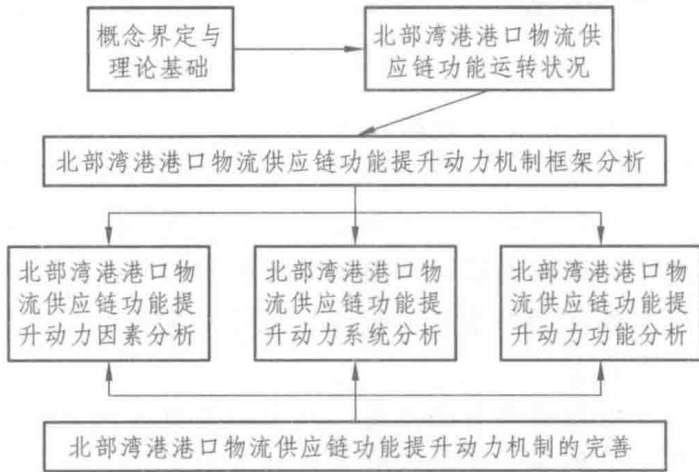 概念界定与
理论基础
北部湾港港口物流供
应链功能运转状况
北部湾港港口物流供应链功能提升动力机制框架分析
北部湾港港口物
流供应链功能提
升动力因素分析
北部湾港港口物
流供应链功能提
升动力系统分析
北部湾港港口物
流供应链功能提
升动力功能分析
北部湾港港口物流供应链功能提升动力机制的完善